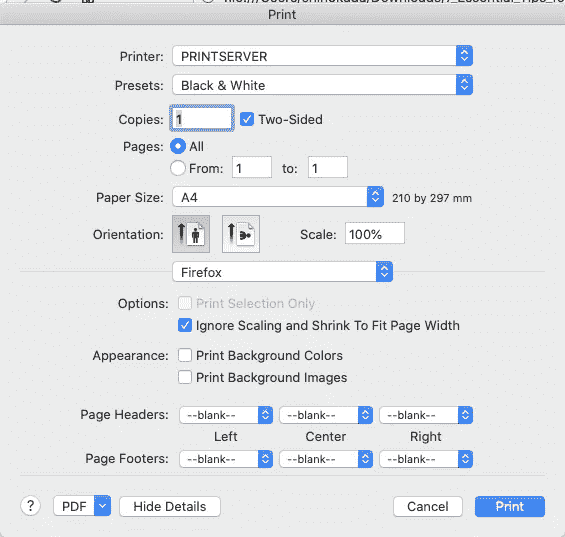 Print
Printer: PRINTSERVER
Presets: Black & White
Copies: 1 Two-Sided
Pages: All
From: 1 to: 1
Paper Size: A4 210 by 297 mm
Orientation: Scale: 100%
Firefox
Options: Print Selection Only
Ignore Scaling and Shrink To Fit Page Width
Appearance: Print Background Colors
Print Background Images
Page Headers: --blank-- --blank-- --blank--
Left Center Right
Page Footers: --blank-- --blank-- --blank--
? PDF Hide Details Cancel Print